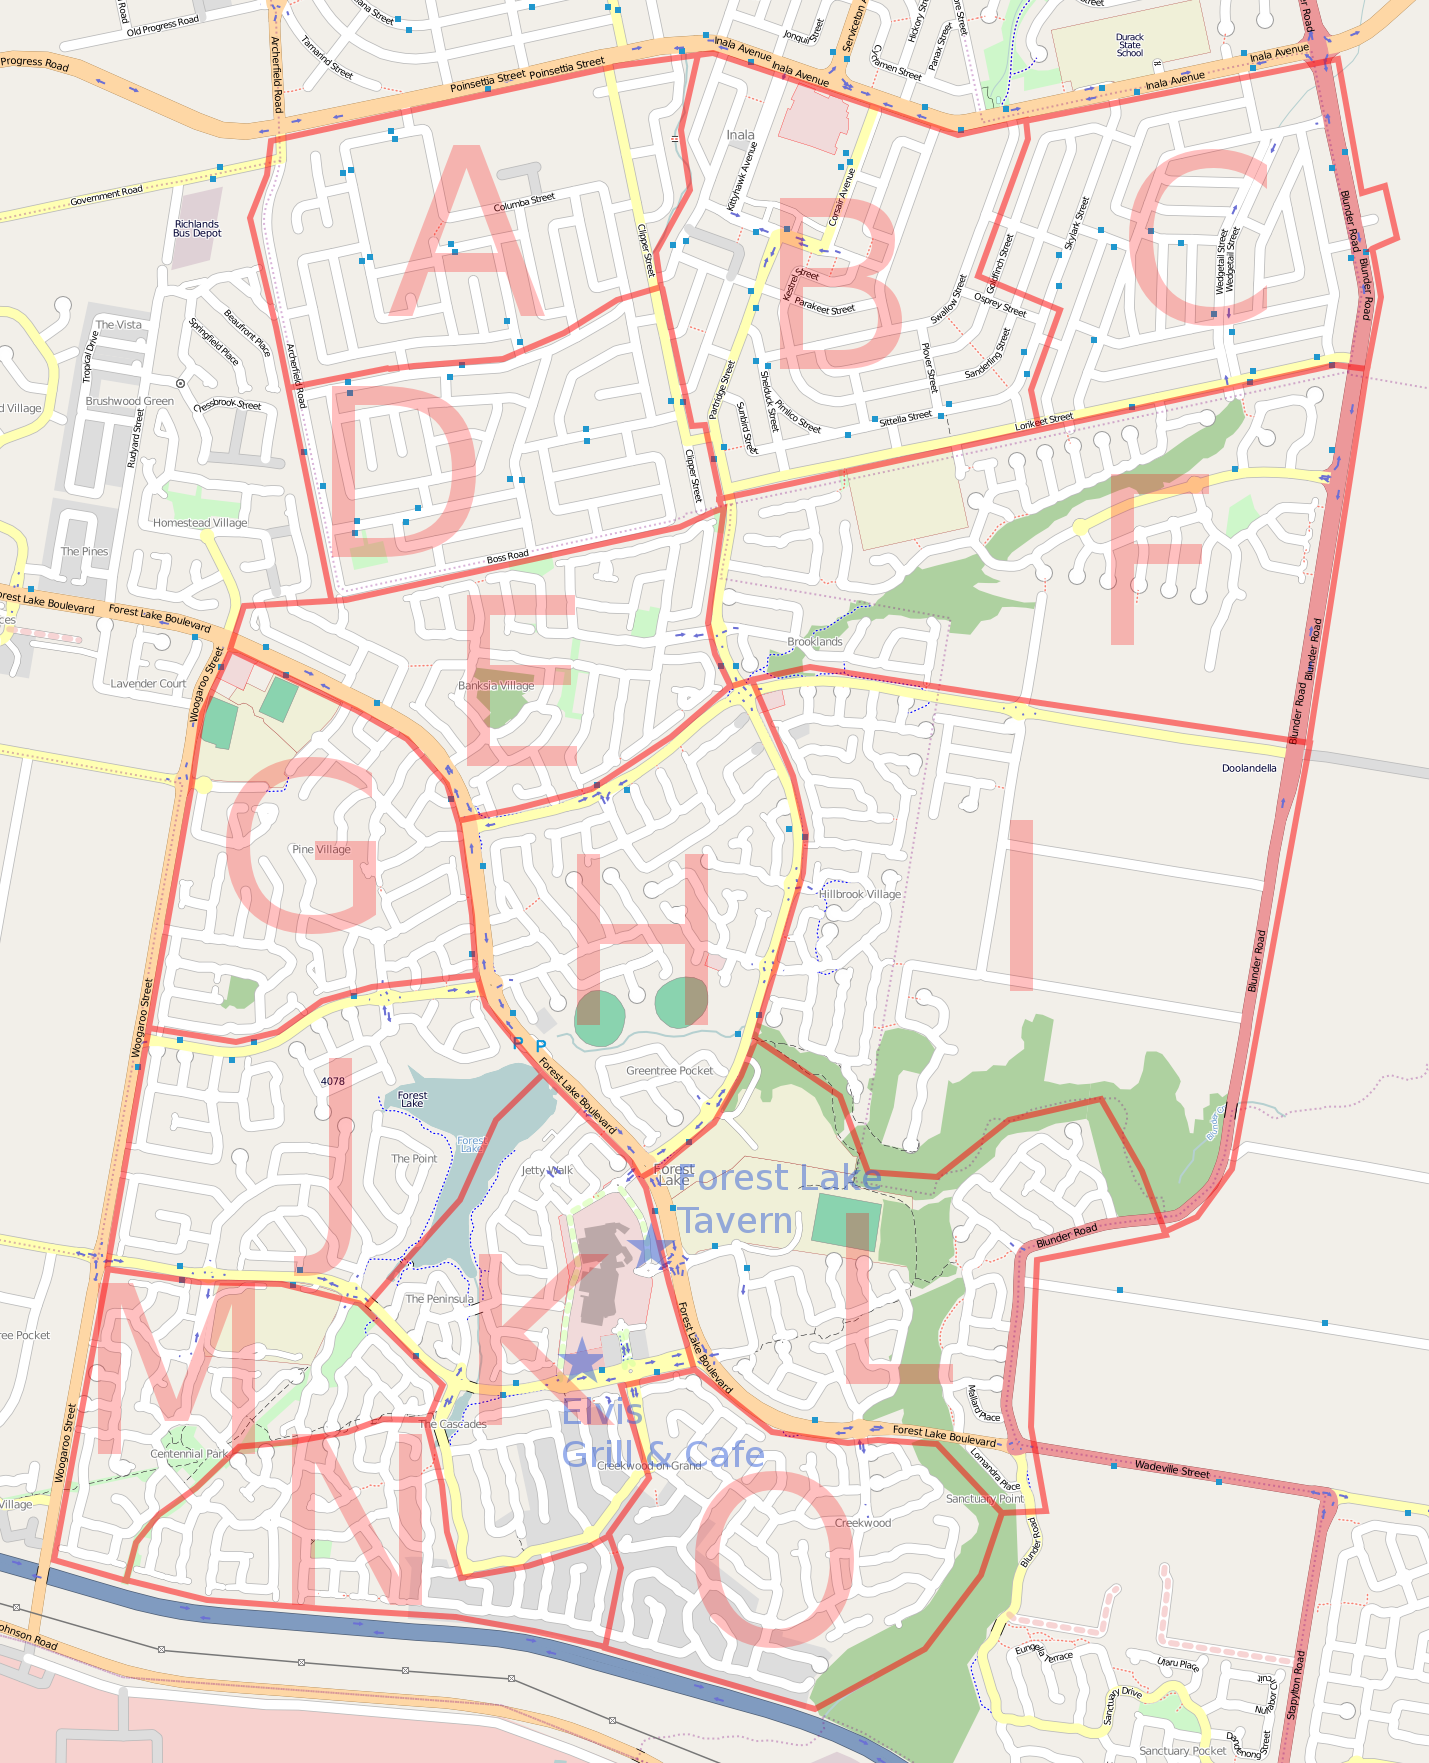 Old Progress Road
Progress Road
Archerfield Road
Tamarind Street
Poinsettia Street
Poinsettia Street
Inala Avenue
Inala Avenue
Jonquil Street
Serviceton A
Cyclamen Street
Hickory Str
Panax Street
Durack
State
School
Inala Avenue
Inala Avenue
Government Road
Richlands
Bus Depot
A
B
C
Inala
Kittyhawk Avenue
Corsair Avenue
Columba Street
Clipper Street
Kestrel Street
Parakeet Street
Swallow Street
Goldfinch Street
Osprey Street
Skylark Street
Wedgetail Street
Wedgetail Street
Blunder Road
Blunder Road
The Vista
Tropical Drive
Springfield Place
Beaufront Place
Archerfield Road
Brushwood Green
Cressbrook Street
Rudyard Street
d Village
Partridge Street
Shelduck Street
Pimlico Street
Sunbird Street
Plover Street
Sanderling Street
Sittella Street
Lorikeet Street
D
Clipper Street
F
Homestead Village
The Pines
Boss Road
Forest Lake Boulevard
Forest Lake Boulevard
Woogaroo Street
Lavender Court
E
Banksia Village
Brooklands
Blunder Road
Blunder Road
Doolandella
G
Pine Village
H
I
Hillbrook Village
Woogaroo Street
Blunder Road
P P
4078
Forest Lake Boulevard
Greentree Pocket
Forest
Lake
Forest
Lake
The Point
Jetty Walk
Forest
Lake
Forest Lake
Tavern
J
Blunder Road
The Peninsula
K
L
M
ree Pocket
Forest Lake Boulevard
Mallard Place
Elvis
Grill & Cafe
The Cascades
Centennial Park
Creekwood on Grand
Forest Lake Boulevard
Lomandra Place
Wadeville Street
Woogaroo Street
Village
N
O
Creekwood
Sanctuary Point
Blunder Road
Johnson Road
Eungella Terrace
Utaru Place
Sanctuary Drive
Stapylton Road
Dandenong Street
Sanctuary Pocket